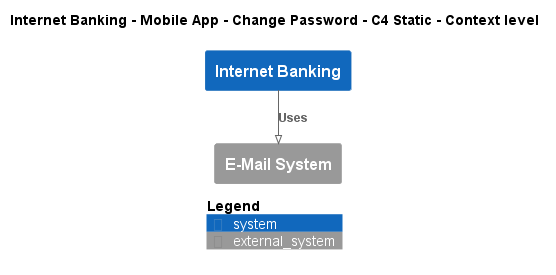 Internet Banking - Mobile App - Change Password - C4 Static - Context level
Internet Banking
Uses
E-Mail System
Legend
system
external_system